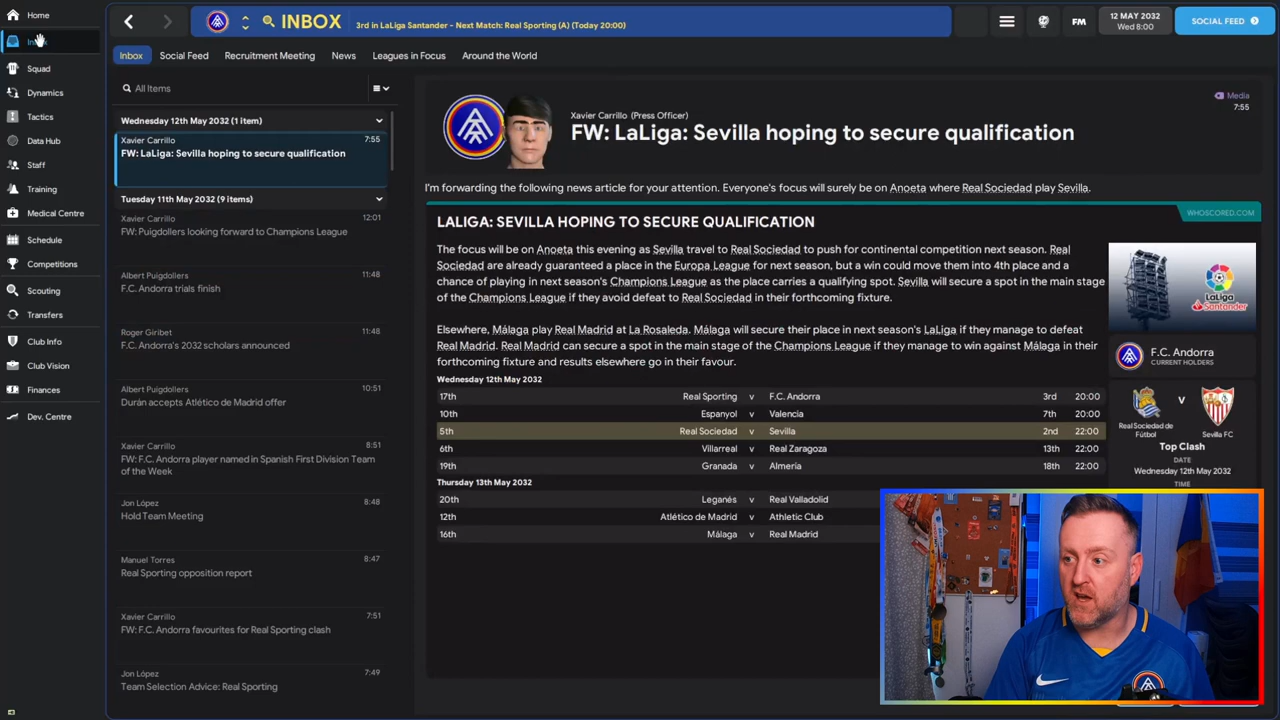 Home
INBOX
3rd in LaLiga Santander - Next Match: Real Sporting (A) (Today 20:00)
FM
12 MAY 2032
Wed 8:00
SOCIAL FEED
Squad
Dynamics
Tactics
Data Hub
Staff
Training
Medical Centre
Schedule
Competitions
Scouting
Transfers
Club Info
Club Vision
Finances
Dev. Centre
Inbox
Social Feed
Recruitment Meeting
News
Leagues in Focus
Around the World
All Items
Wednesday 12th May 2032 (1 item)
Xavier Carrillo 7:55
FW: LaLiga: Sevilla hoping to secure qualification
Tuesday 11th May 2032 (9 items)
Xavier Carrillo 12:01
FW: Puigdollers looking forward to Champions League
Albert Puigdollers 11:48
F.C. Andorra trials finish
Roger Giribet 11:48
F.C. Andorra's 2032 scholars announced
Albert Puigdollers 10:51
Durán accepts Atlético de Madrid offer
Xavier Carrillo 8:51
FW: F.C. Andorra player named in Spanish First Division Team
of the Week
Jon López 8:48
Hold Team Meeting
Manuel Torres 8:47
Real Sporting opposition report
Xavier Carrillo 7:51
FW: F.C. Andorra favourites for Real Sporting clash
Jon López 7:49
Team Selection Advice: Real Sporting
Media
7:55
Xavier Carrillo (Press Officer)
FW: LaLiga: Sevilla hoping to secure qualification
I'm forwarding the following news article for your attention. Everyone's focus will surely be on Anoeta where Real Sociedad play Sevilla.
LALIGA: SEVILLA HOPING TO SECURE QUALIFICATION
WHOSCORED.COM
The focus will be on Anoeta this evening as Sevilla travel to Real Sociedad to push for continental competition next season. Real
Sociedad are already guaranteed a place in the Europa League for next season, but a win could move them into 4th place and a
chance of playing in next season's Champions League as the place carries a qualifying spot. Sevilla will secure a spot in the main stage
of the Champions League if they avoid defeat to Real Sociedad in their forthcoming fixture.
Elsewhere, Málaga play Real Madrid at La Rosaleda. Málaga will secure their place in next season's LaLiga if they manage to defeat
Real Madrid. Real Madrid can secure a spot in the main stage of the Champions League if they manage to win against Málaga in their
forthcoming fixture and results elsewhere go in their favour.
Wednesday 12th May 2032
17th Real Sporting v F.C. Andorra 3rd 20:00
10th Espanyol v Valencia 7th 20:00
5th Real Sociedad v Sevilla 2nd 22:00
6th Villarreal v Real Zaragoza 13th 22:00
19th Granada v Almería 18th 22:00
Thursday 13th May 2032
20th Leganés v Real Valladolid
12th Atlético de Madrid v Athletic Club
16th Málaga v Real Madrid
LaLiga
Santander
F.C. Andorra
CURRENT HOLDERS
V
Real Sociedad de
Fútbol
Sevilla FC
Top Clash
DATE
Wednesday 12th May 2032
TIME